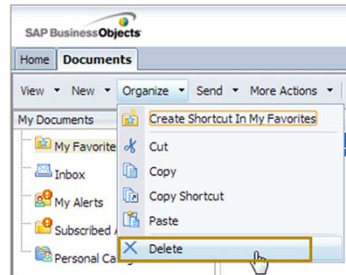 SAP BusinessObjects
Home Documents
View New Organize Send More Actions
My Documents
Create Shortcut In My Favorites
My Favorite
Cut
Inbox
Copy
My Alerts
Copy Shortcut
Subscribed A
Paste
Personal Ca
Delete